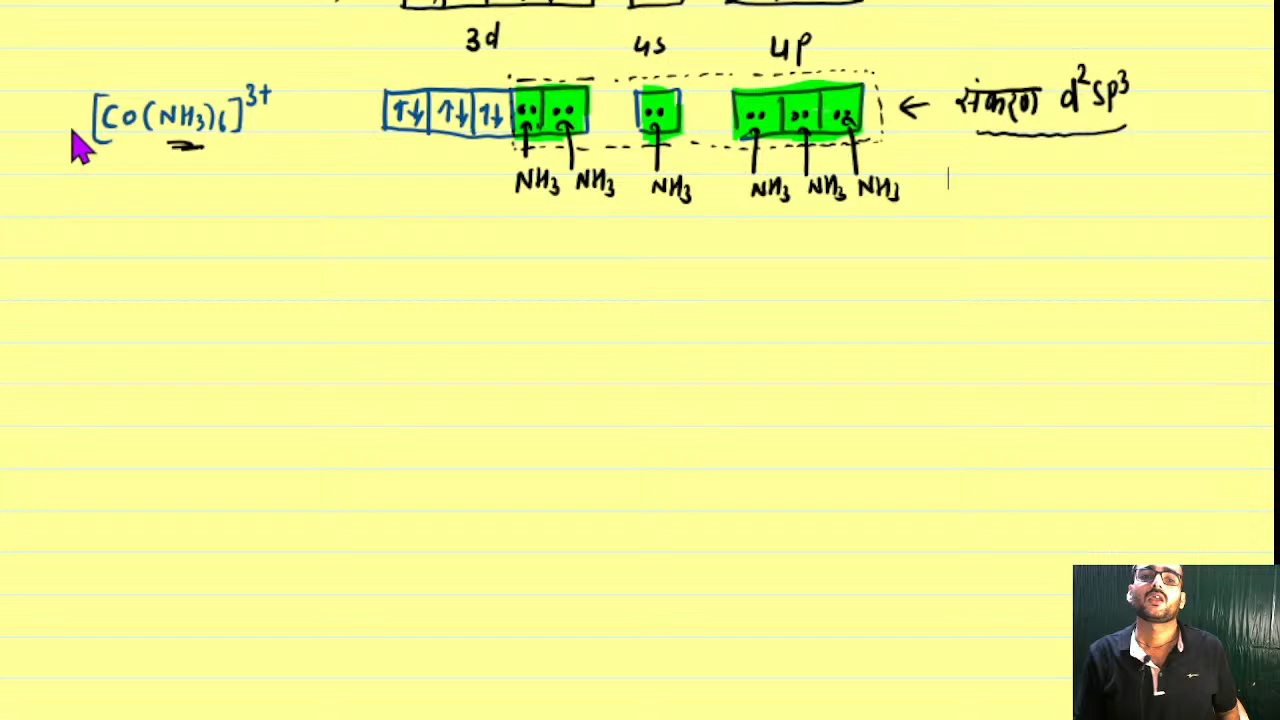 3d 4s 4p
[Co(NH3)6]3+ ← संकरण d2sp3
NH3 NH3 NH3 NH3 NH3 NH3